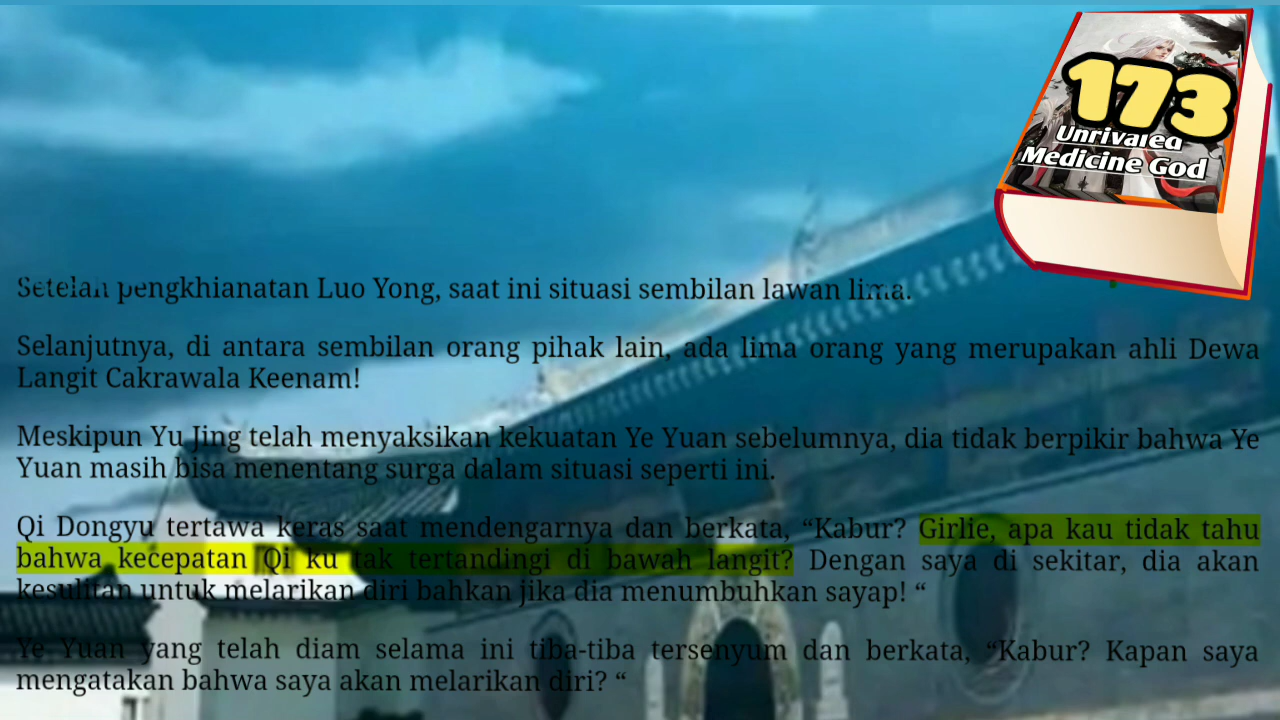 173
Unrivaled
Medicine God
Setelah pengkhianatan Luo Yong, saat ini situasi sembilan lawan lima.
Selanjutnya, di antara sembilan orang pihak lain, ada lima orang yang merupakan ahli Dewa
Langit Cakrawala Keenam!
Meskipun Yu Jing telah menyaksikan kekuatan Ye Yuan sebelumnya, dia tidak berpikir bahwa Ye
Yuan masih bisa menentang surga dalam situasi seperti ini.
Qi Dongyu tertawa keras saat mendengarnya dan berkata, “Kabur? Girlie, apa kau tidak tahu
bahwa kecepatan Qi ku tak tertandingi di bawah langit? Dengan saya di sekitar, dia akan
kesulitan untuk melarikan diri bahkan jika dia menumbuhkan sayap! “
Ye Yuan yang telah diam selama ini tiba-tiba tersenyum dan berkata, “Kabur? Kapan saya
mengatakan bahwa saya akan melarikan diri? “